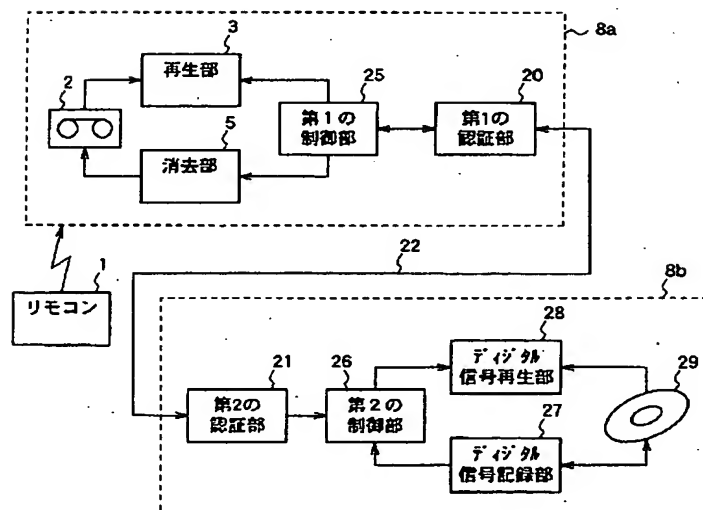 8a
3
再生部
2
25
第1の
制御部
20
第1の
認証部
5
消去部
1
リモコン
22
8b
28
ディジタル
信号再生部
29
21
第2の
認証部
26
第2の
制御部
27
ディジタル
信号記録部